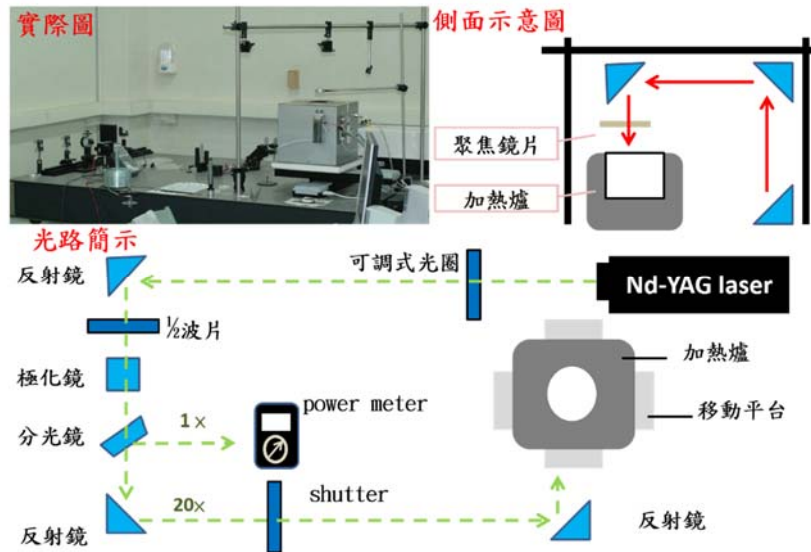 實際圖
側面示意圖
聚焦鏡片
加熱爐
光路簡示
反射鏡
可調式光圈
Nd-YAG laser
½波片
極化鏡
分光鏡
1×
power meter
加熱爐
移動平台
反射鏡
20×
shutter
反射鏡